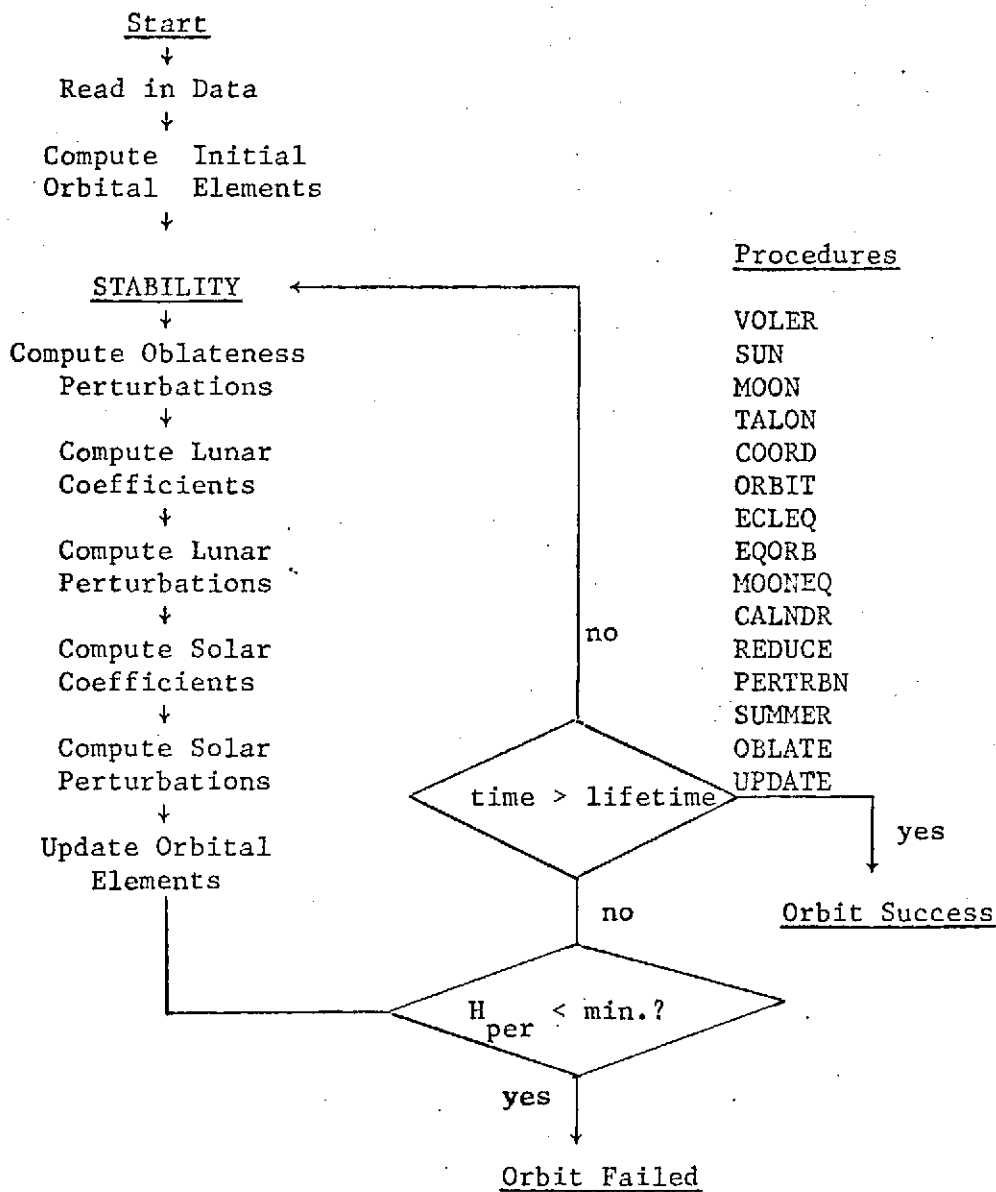 Start
Read in Data
Compute Initial
Orbital Elements
STABILITY
Compute Oblateness
Perturbations
Compute Lunar
Coefficients
Compute Lunar
Perturbations
Compute Solar
Coefficients
Compute Solar
Perturbations
Update Orbital
Elements
H per < min.?
yes
Orbit Failed
no
time > lifetime
yes
Orbit Success
no
Procedures
VOLER
SUN
MOON
TALON
COORD
ORBIT
ECLEQ
EQORB
MOONEQ
CALNDR
REDUCE
PERTRBN
SUMMER
OBLATE
UPDATE